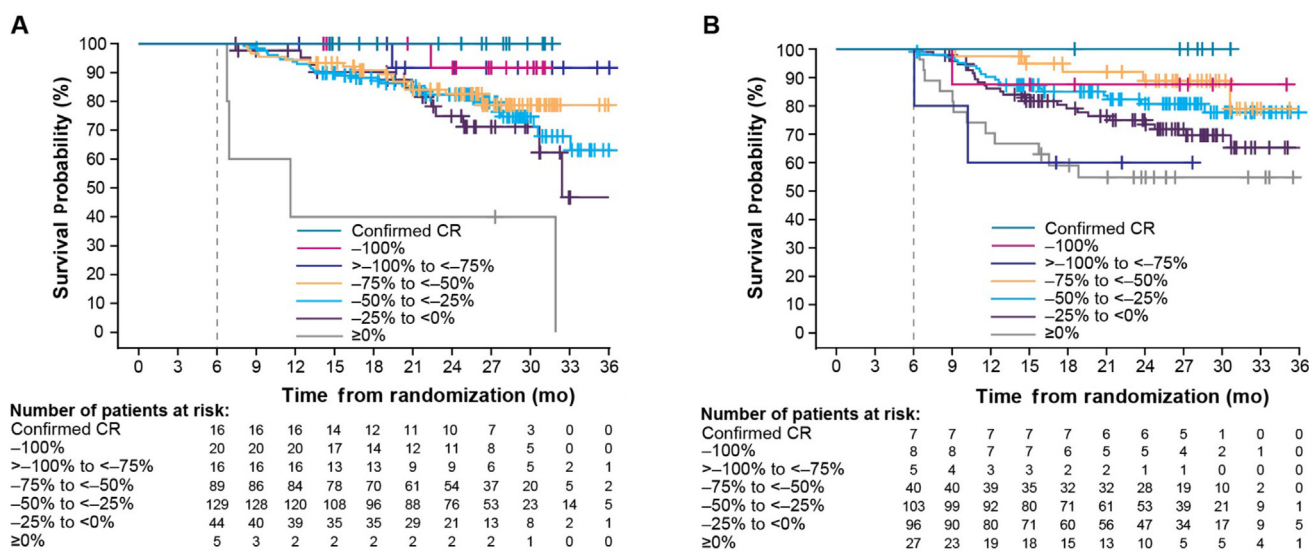 A
Survival Probability (%)
100
90
80
70
60
50
40
30
20
10
0
Confirmed CR
–100%
>–100% to <–75%
–75% to <–50%
–50% to <–25%
–25% to <0%
≥0%
0 3 6 9 12 15 18 21 24 27 30 33 36
Time from randomization (mo)
Number of patients at risk:
Confirmed CR 16 16 16 14 12 11 10 7 3 0 0
–100% 20 20 20 17 14 12 11 8 5 0 0
>–100% to <–75% 16 16 16 13 13 9 9 6 5 2 1
–75% to <–50% 89 86 84 78 70 61 54 37 20 5 2
–50% to <–25% 129 128 120 108 96 88 76 53 23 14 5
–25% to <0% 44 40 39 35 35 29 21 13 8 2 1
≥0% 5 3 2 2 2 2 2 2 1 0 0
B
Survival Probability (%)
100
90
80
70
60
50
40
30
20
10
0
Confirmed CR
–100%
>–100% to <–75%
–75% to <–50%
–50% to <–25%
–25% to <0%
≥0%
0 3 6 9 12 15 18 21 24 27 30 33 36
Time from randomization (mo)
Number of patients at risk:
Confirmed CR 7 7 7 7 7 6 6 5 1 0 0
–100% 8 8 7 7 6 5 5 4 2 1 0
>–100% to <–75% 5 4 3 3 2 2 1 1 0 0 0
–75% to <–50% 40 40 39 35 32 32 28 19 10 2 0
–50% to <–25% 103 99 92 80 71 61 53 39 21 9 1
–25% to <0% 96 90 80 71 60 56 47 34 17 9 5
≥0% 27 23 19 18 15 13 10 5 5 4 1